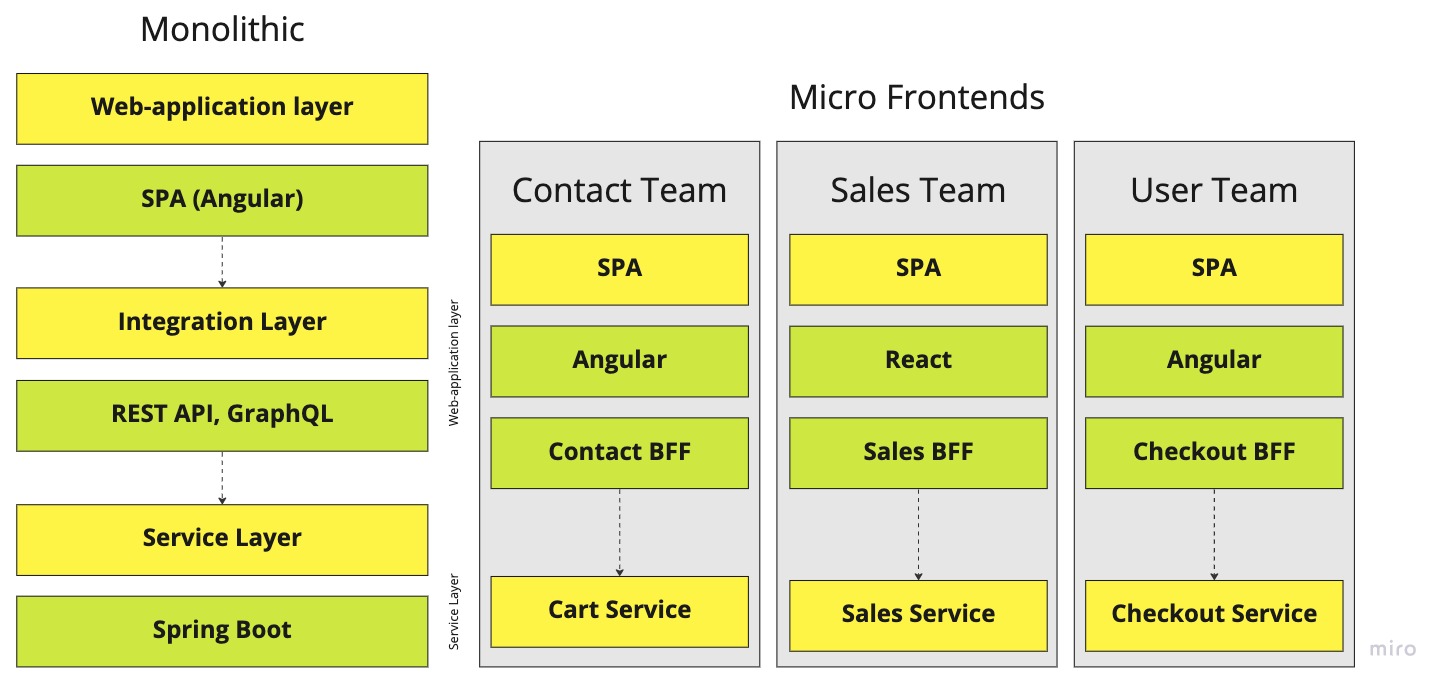 Monolithic
Web-application layer
SPA (Angular)
Integration Layer
REST API, GraphQL
Service Layer
Spring Boot
Micro Frontends
Web-application layer
Service Layer
Contact Team
SPA
Angular
Contact BFF
Cart Service
Sales Team
SPA
React
Sales BFF
Sales Service
User Team
SPA
Angular
Checkout BFF
Checkout Service
miro